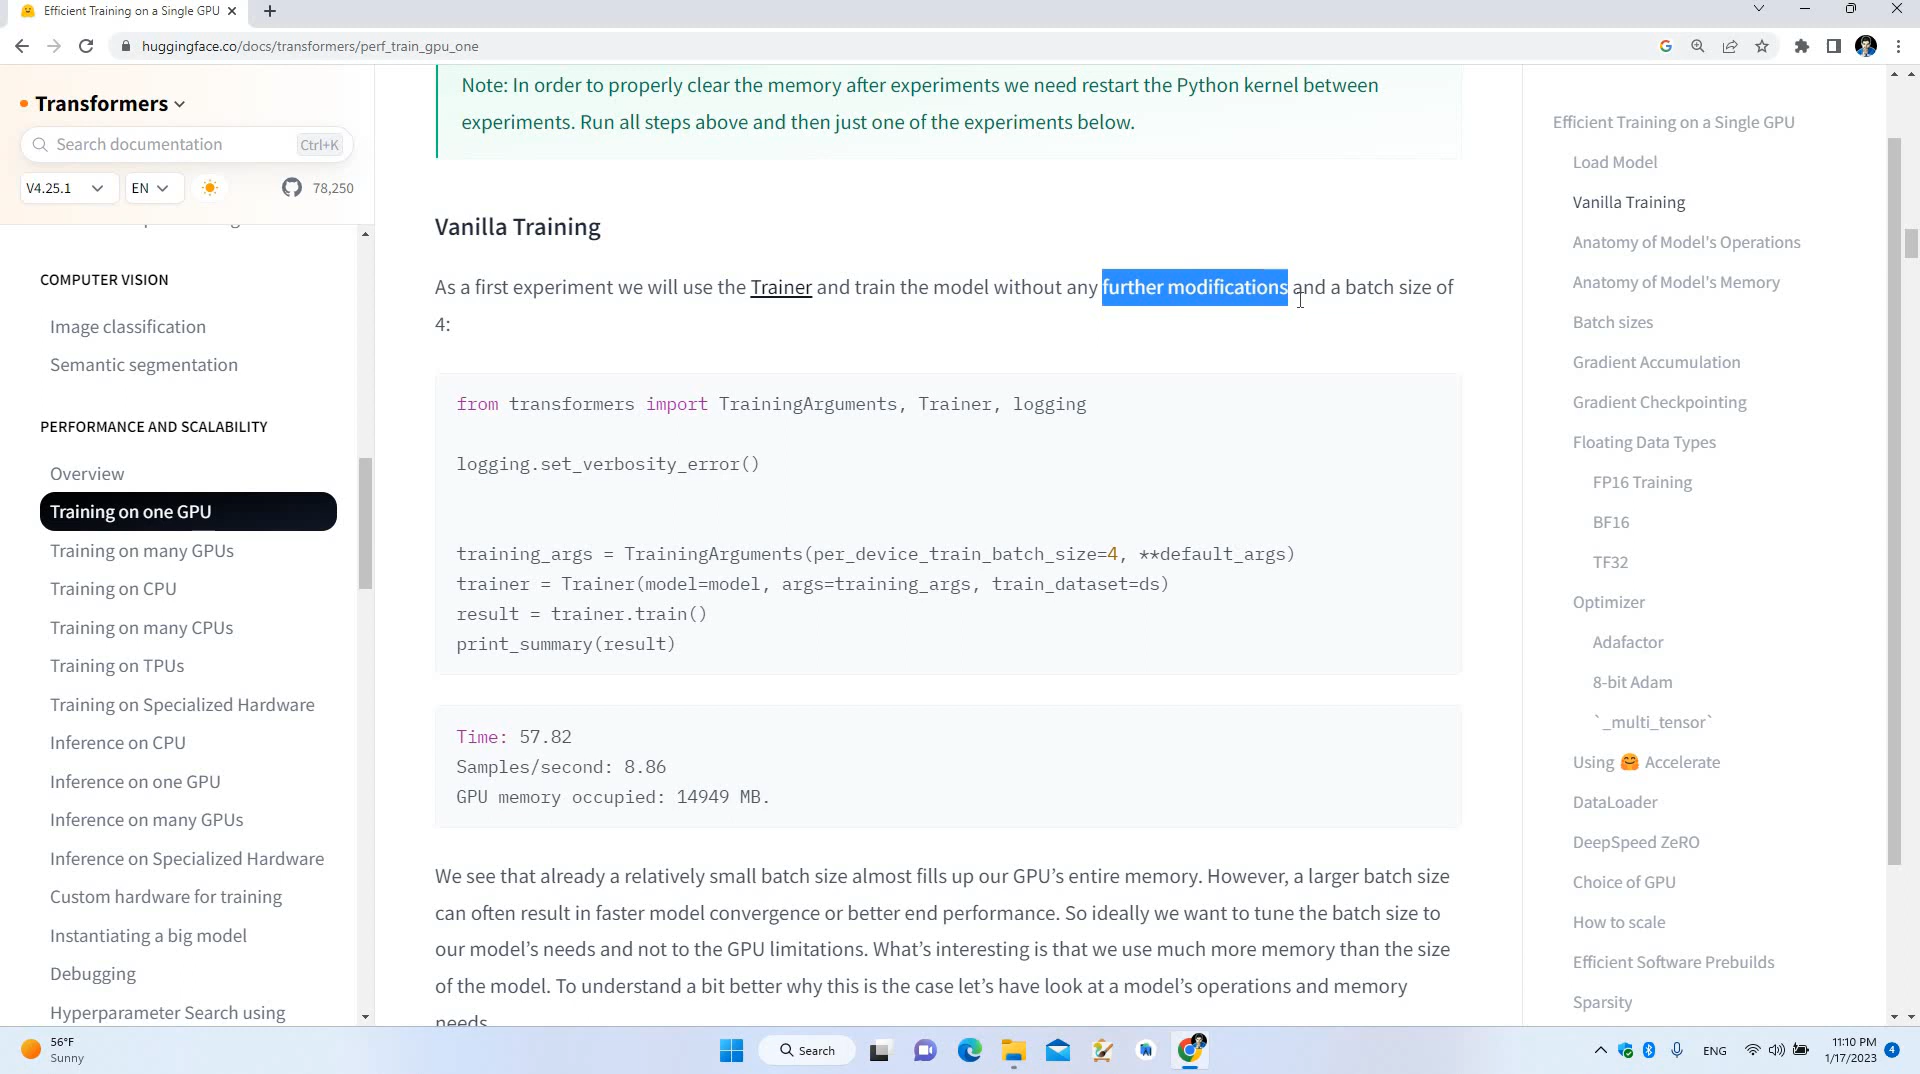 Efficient Training on a Single GPU
huggingface.co/docs/transformers/perf_train_gpu_one
Transformers
Search documentation
Ctrl+K
V4.25.1
EN
78,250
COMPUTER VISION
Image classification
Semantic segmentation
PERFORMANCE AND SCALABILITY
Overview
Training on one GPU
Training on many GPUs
Training on CPU
Training on many CPUs
Training on TPUs
Training on Specialized Hardware
Inference on CPU
Inference on one GPU
Inference on many GPUs
Inference on Specialized Hardware
Custom hardware for training
Instantiating a big model
Debugging
Hyperparameter Search using
Note: In order to properly clear the memory after experiments we need restart the Python kernel between
experiments. Run all steps above and then just one of the experiments below.
Vanilla Training
As a first experiment we will use the Trainer and train the model without any further modifications and a batch size of
4:
from transformers import TrainingArguments, Trainer, logging
logging.set_verbosity_error()
training_args = TrainingArguments(per_device_train_batch_size=4, **default_args)
trainer = Trainer(model=model, args=training_args, train_dataset=ds)
result = trainer.train()
print_summary(result)
Time: 57.82
Samples/second: 8.86
GPU memory occupied: 14949 MB.
We see that already a relatively small batch size almost fills up our GPU’s entire memory. However, a larger batch size
can often result in faster model convergence or better end performance. So ideally we want to tune the batch size to
our model’s needs and not to the GPU limitations. What’s interesting is that we use much more memory than the size
of the model. To understand a bit better why this is the case let’s have look at a model’s operations and memory
needs.
Efficient Training on a Single GPU
Load Model
Vanilla Training
Anatomy of Model's Operations
Anatomy of Model's Memory
Batch sizes
Gradient Accumulation
Gradient Checkpointing
Floating Data Types
FP16 Training
BF16
TF32
Optimizer
Adafactor
8-bit Adam
`_multi_tensor`
Using 🤗 Accelerate
DataLoader
DeepSpeed ZeRO
Choice of GPU
How to scale
Efficient Software Prebuilds
Sparsity
56°F
Sunny
Search
ENG
11:10 PM
1/17/2023
4